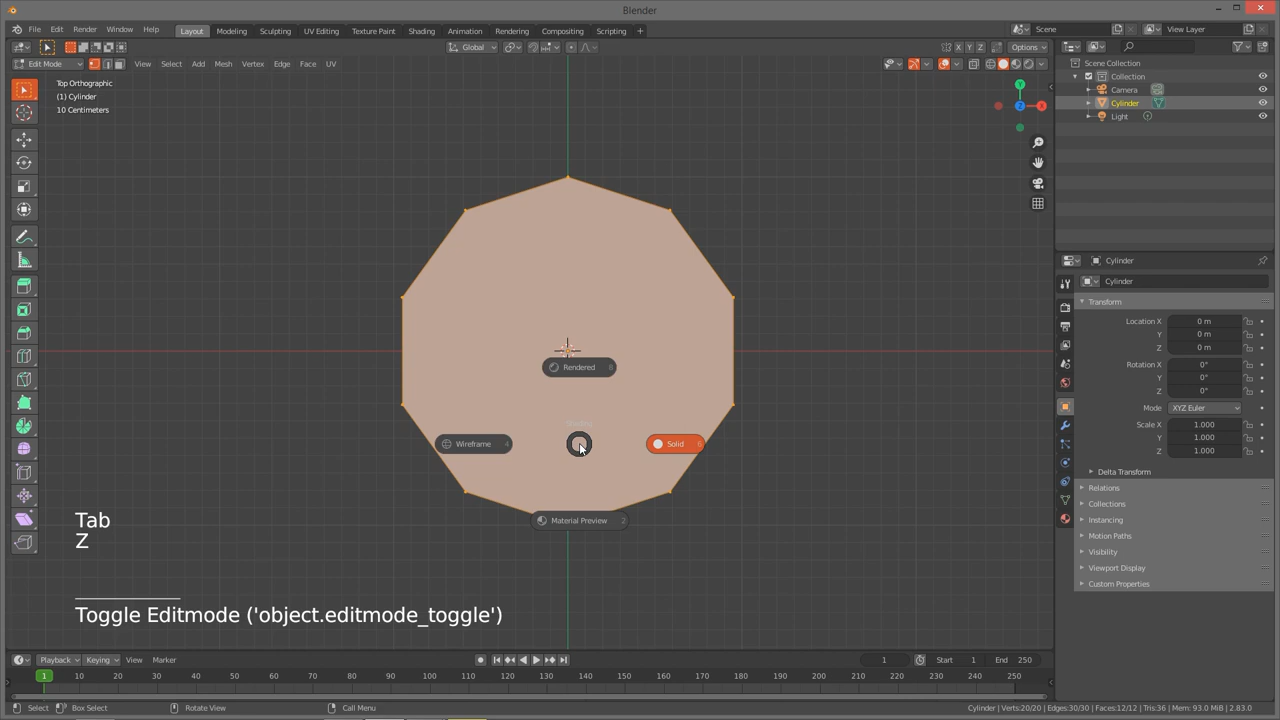 Blender
File Edit Render Window Help
Layout Modeling Sculpting UV Editing Texture Paint Shading Animation Rendering Compositing Scripting +
Scene
View Layer
Global
X Y Z
Options
Edit Mode
View Select Add Mesh Vertex Edge Face UV
Top Orthographic
(1) Cylinder
10 Centimeters
Y
Z
X
Scene Collection
Collection
Camera
Cylinder
Light
Cylinder
Cylinder
Transform
Location X 0 m
Y 0 m
Z 0 m
Rotation X 0°
Y 0°
Z 0°
Mode XYZ Euler
Scale X 1.000
Y 1.000
Z 1.000
Delta Transform
Relations
Collections
Instancing
Motion Paths
Visibility
Viewport Display
Custom Properties
Rendered 8
Wireframe 4
Solid 6
Material Preview 2
Tab
Z
Toggle Editmode ('object.editmode_toggle')
Playback Keying View Marker
1
Start 1
End 250
1 10 20 30 40 50 60 70 80 90 100 110 120 130 140 150 160 170 180 190 200 210 220 230 240 250
Select Box Select Rotate View Call Menu
Cylinder | Verts:20/20 | Edges:30/30 | Faces:12/12 | Tris:36 | Mem: 93.0 MiB | 2.83.0